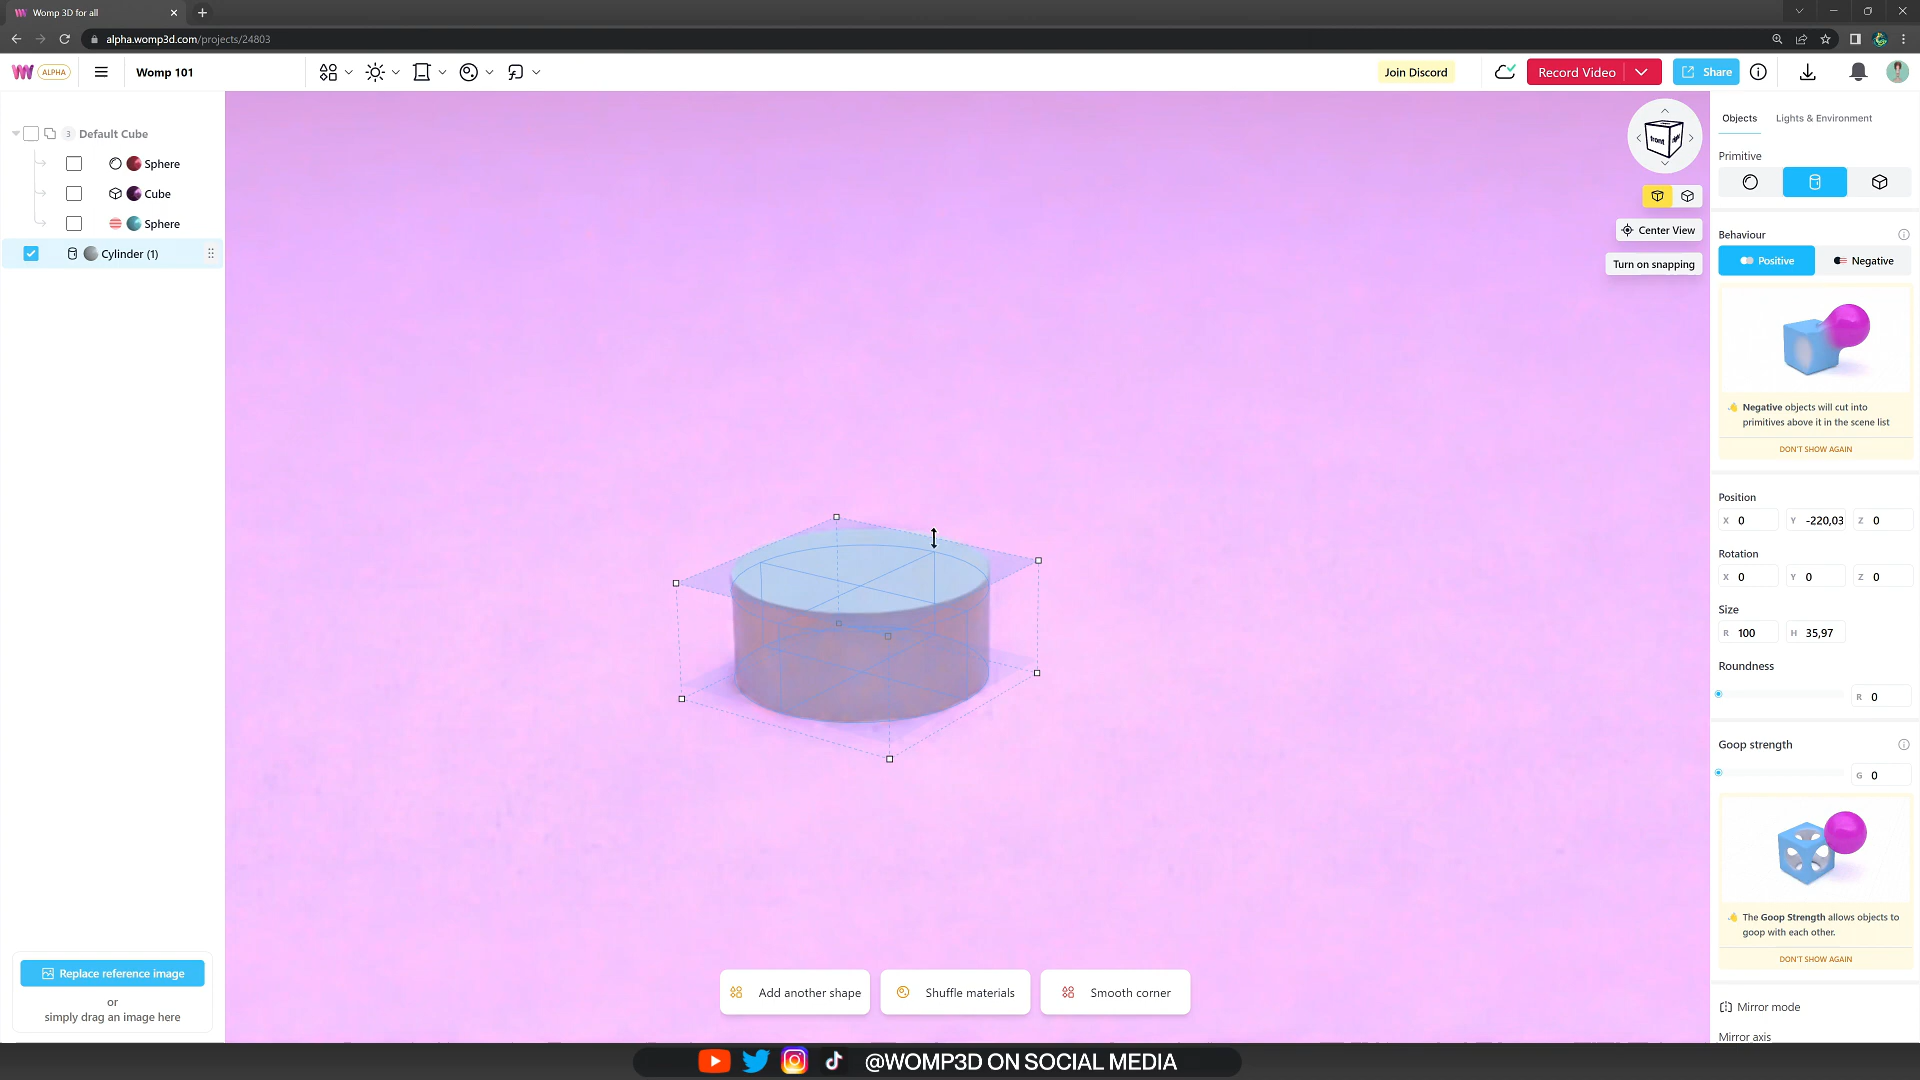 Womp 3D for all
alpha.womp3d.com/projects/24803
ALPHA
Womp 101
Join Discord
Record Video
Share
3 Default Cube
Sphere
Cube
Sphere
Cylinder (1)
Replace reference image
or
simply drag an image here
front
Center View
Turn on snapping
Add another shape
Shuffle materials
Smooth corner
Objects
Lights & Environment
Primitive
Behaviour
Positive
Negative
Negative objects will cut into
primitives above it in the scene list
DON'T SHOW AGAIN
Position
X 0
Y -220,03
Z 0
Rotation
X 0
Y 0
Z 0
Size
R 100
H 35,97
Roundness
R 0
Goop strength
G 0
The Goop Strength allows objects to
goop with each other.
DON'T SHOW AGAIN
Mirror mode
Mirror axis
@WOMP3D ON SOCIAL MEDIA